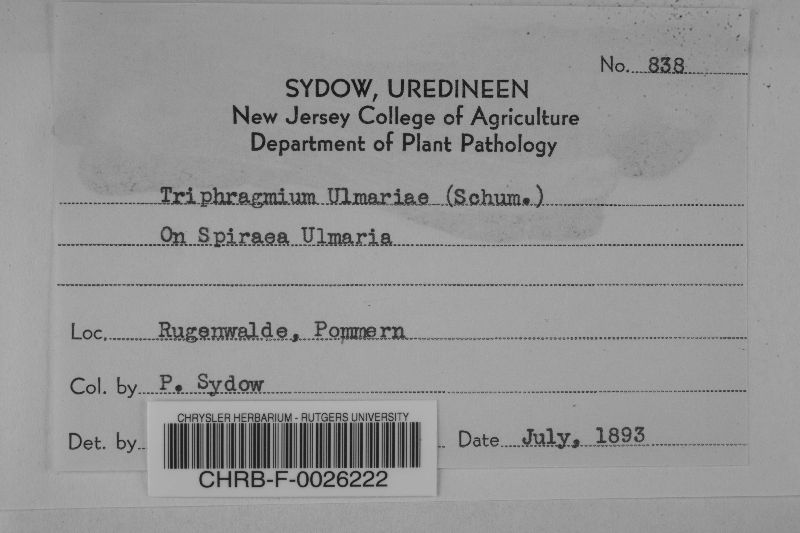 No. 838
SYDOW, UREDINEEN
New Jersey College of Agriculture
Department of Plant Pathology
Triphragmium Ulmariae (Schum.)
On Spiraea Ulmaria
Loc. Rugenwalde, Pommern
Col. by P. Sydow
Det. by
Date July, 1893
CHRYSLER HERBARIUM - RUTGERS UNIVERSITY
CHRB-F-0026222